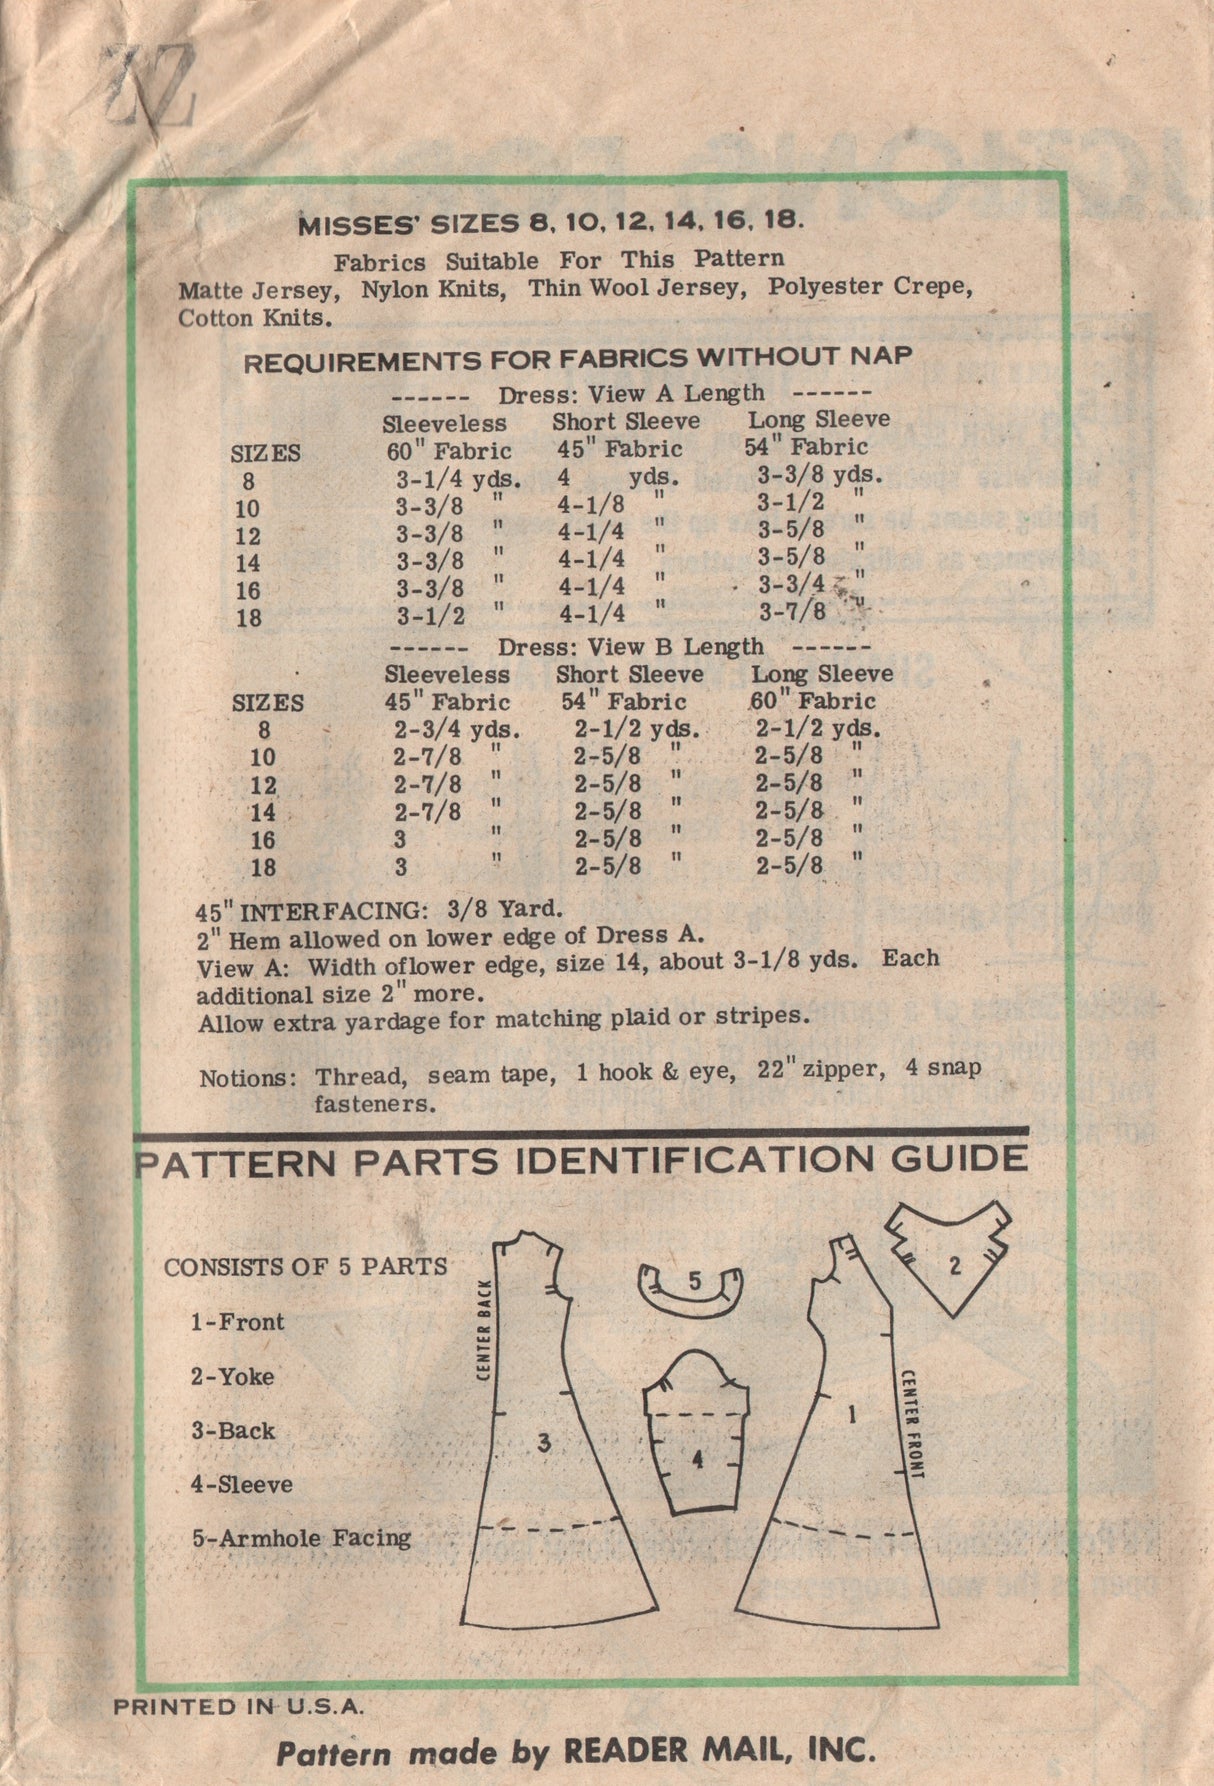 ZZ
MISSES' SIZES 8, 10, 12, 14, 16, 18.
Fabrics Suitable For This Pattern
Matte Jersey, Nylon Knits, Thin Wool Jersey, Polyester Crepe,
Cotton Knits.
REQUIREMENTS FOR FABRICS WITHOUT NAP
------ Dress: View A Length ------
Sleeveless Short Sleeve Long Sleeve
SIZES 60" Fabric 45" Fabric 54" Fabric
8 3-1/4 yds. 4 yds. 3-3/8 yds.
10 3-3/8 " 4-1/8 " 3-1/2 "
12 3-3/8 " 4-1/4 " 3-5/8 "
14 3-3/8 " 4-1/4 " 3-5/8 "
16 3-3/8 " 4-1/4 " 3-3/4 "
18 3-1/2 " 4-1/4 " 3-7/8 "
------ Dress: View B Length ------
Sleeveless Short Sleeve Long Sleeve
SIZES 45" Fabric 54" Fabric 60" Fabric
8 2-3/4 yds. 2-1/2 yds. 2-1/2 yds.
10 2-7/8 " 2-5/8 " 2-5/8 "
12 2-7/8 " 2-5/8 " 2-5/8 "
14 2-7/8 " 2-5/8 " 2-5/8 "
16 3 " 2-5/8 " 2-5/8 "
18 3 " 2-5/8 " 2-5/8 "
45" INTERFACING: 3/8 Yard.
2" Hem allowed on lower edge of Dress A.
View A: Width of lower edge, size 14, about 3-1/8 yds. Each
additional size 2" more.
Allow extra yardage for matching plaid or stripes.
Notions: Thread, seam tape, 1 hook & eye, 22" zipper, 4 snap
fasteners.
PATTERN PARTS IDENTIFICATION GUIDE
CONSISTS OF 5 PARTS
1-Front
2-Yoke
3-Back
4-Sleeve
5-Armhole Facing
CENTER BACK
3
5
4
1
CENTER FRONT
2
PRINTED IN U.S.A.
Pattern made by READER MAIL, INC.